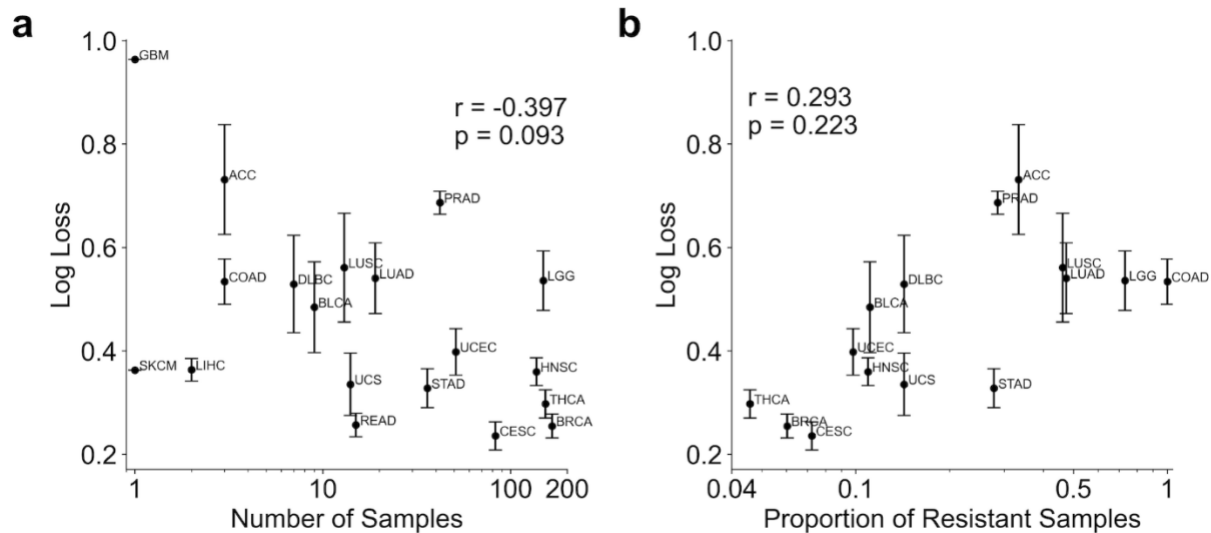 a
1.0
0.8
0.6
0.4
0.2
Log Loss
GBM
r = -0.397
p = 0.093
ACC
PRAD
COAD
DLBC
LUSC
LUAD
LGG
BLCA
UCEC
SKCM
LIHC
HNSC
UCS
STAD
THCA
READ
CESC
BRCA
1 10 100 200
Number of Samples
b
1.0
0.8
0.6
0.4
0.2
Log Loss
r = 0.293
p = 0.223
ACC
PRAD
LUSC
LUAD
LGG
COAD
DLBC
BLCA
UCEC
HNSC
UCS
STAD
THCA
BRCA
CESC
0.04 0.1 0.5 1
Proportion of Resistant Samples